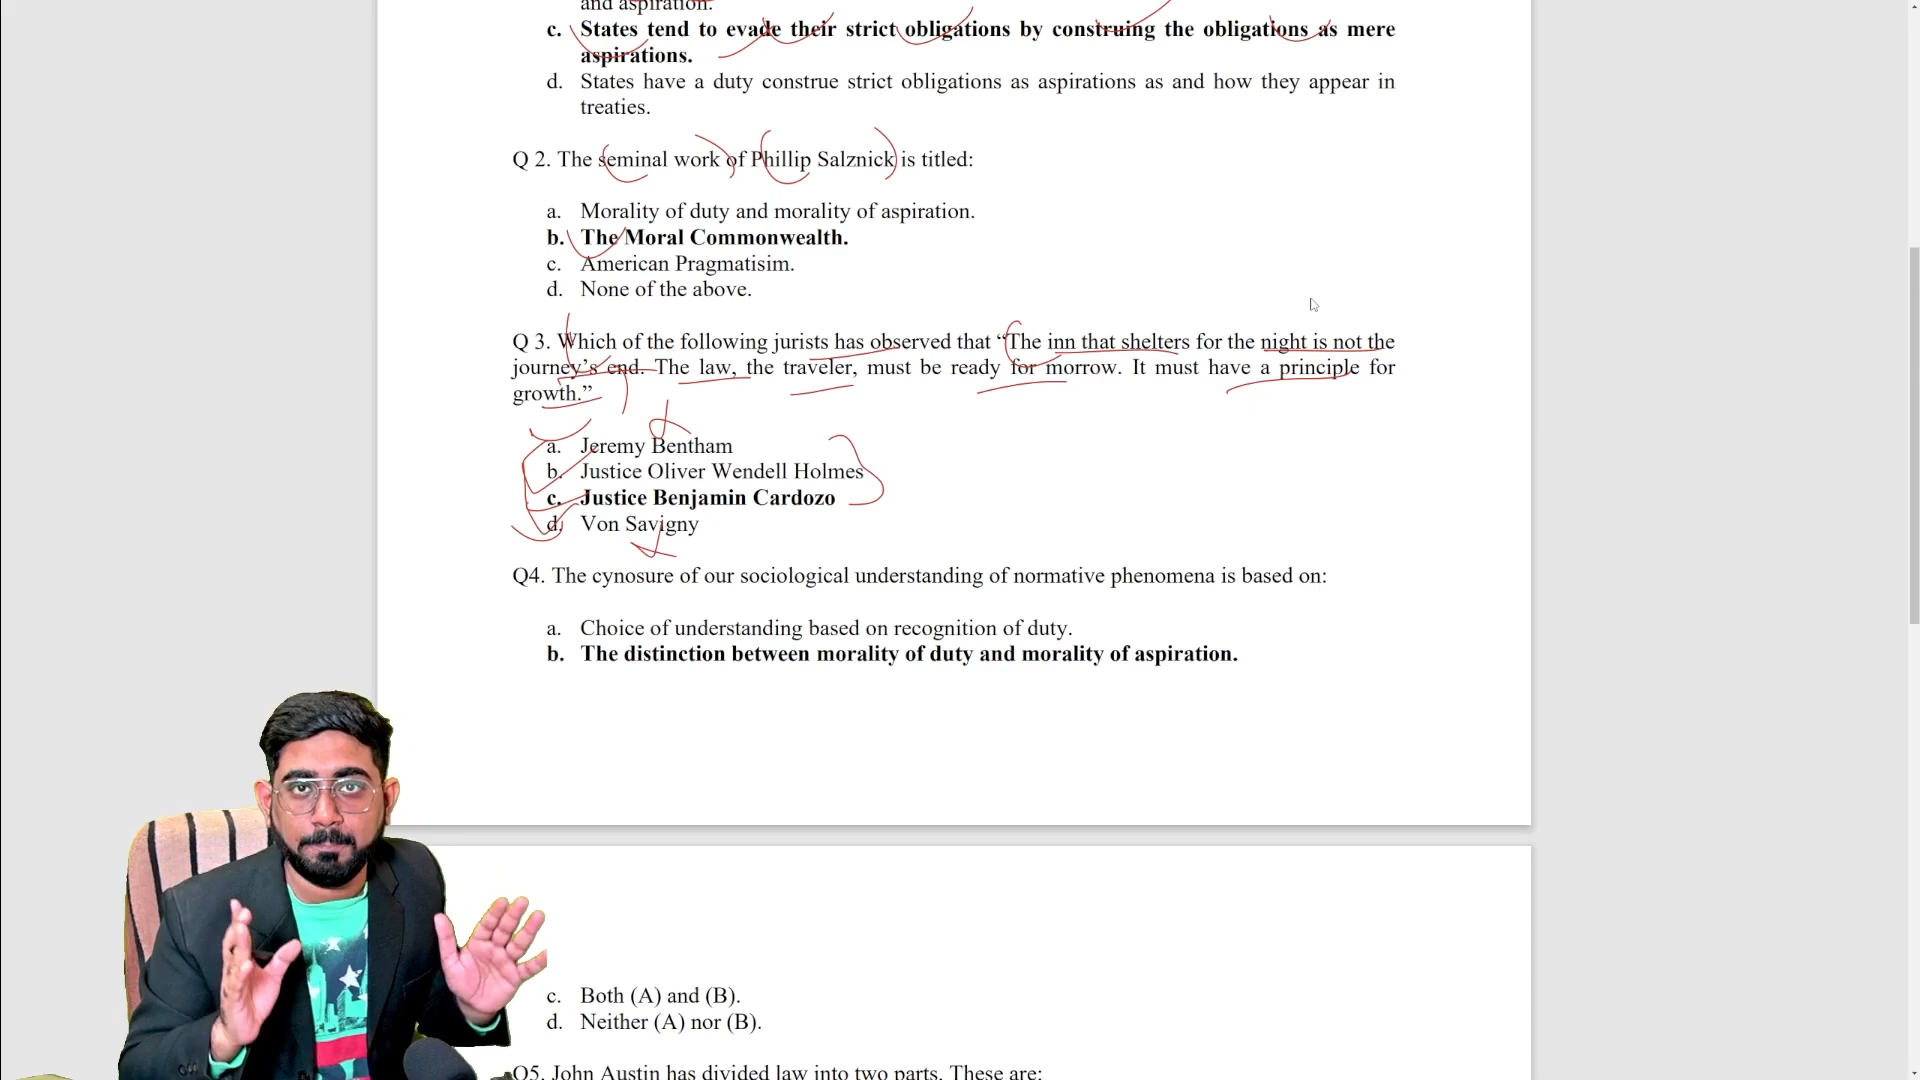 and aspiration.
c. States tend to evade their strict obligations by construing the obligations as mere
aspirations.
d. States have a duty construe strict obligations as aspirations as and how they appear in
treaties.
Q 2. The seminal work of Phillip Salznick is titled:
a. Morality of duty and morality of aspiration.
b. The Moral Commonwealth.
c. American Pragmatisim.
d. None of the above.
Q 3. Which of the following jurists has observed that “The inn that shelters for the night is not the
journey’s end. The law, the traveler, must be ready for morrow. It must have a principle for
growth.”
a. Jeremy Bentham
b. Justice Oliver Wendell Holmes
c. Justice Benjamin Cardozo
d. Von Savigny
Q4. The cynosure of our sociological understanding of normative phenomena is based on:
a. Choice of understanding based on recognition of duty.
b. The distinction between morality of duty and morality of aspiration.
c. Both (A) and (B).
d. Neither (A) nor (B).
Q5. John Austin has divided law into two parts. These are: